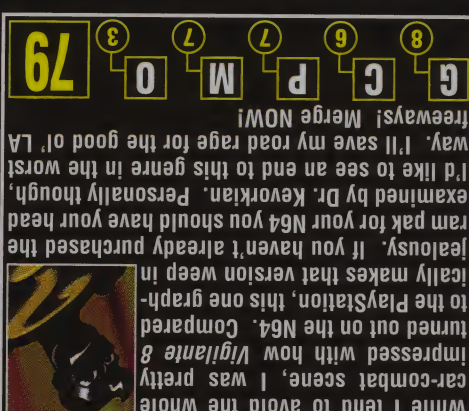 While I tend to avoid the whole
car-combat scene, I was pretty
impressed with how Vigilante 8
turned out on the N64. Compared
to the PlayStation, this one graph-
ically makes that version weep in
jealousy. If you haven't already purchased the
ram pak for your N64 you should have your head
examined by Dr. Kevorkian. Personally though,
I'd like to see an end to this genre in the worst
way. I'll save my road rage for the good ol' LA
freeways! Merge NOW!
G C P M O 79
8 6 7 7 3